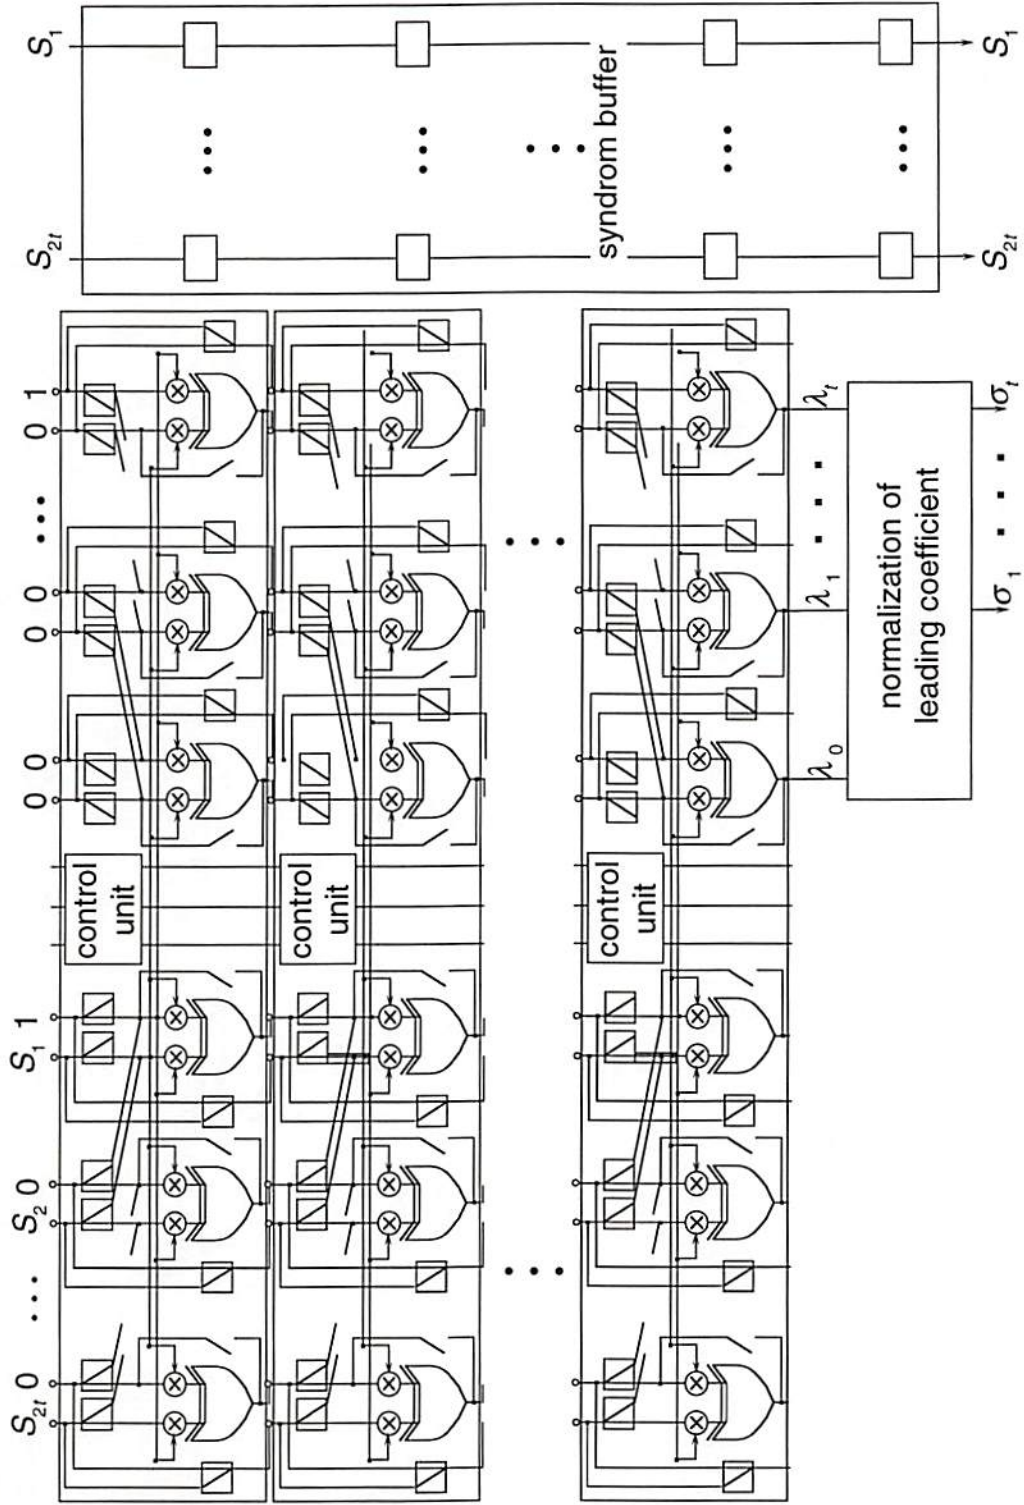 S₁
S₂ₜ
syndrom buffer
S₁
S₂ₜ
S₂ₜ 0 .... S₂ 0 S₁ 1
0 0 0 0 ... 0 1
control
unit
control
unit
control
unit
λ₀
λ₁
λₜ
normalization of
leading coefficient
σ₁
σₜ